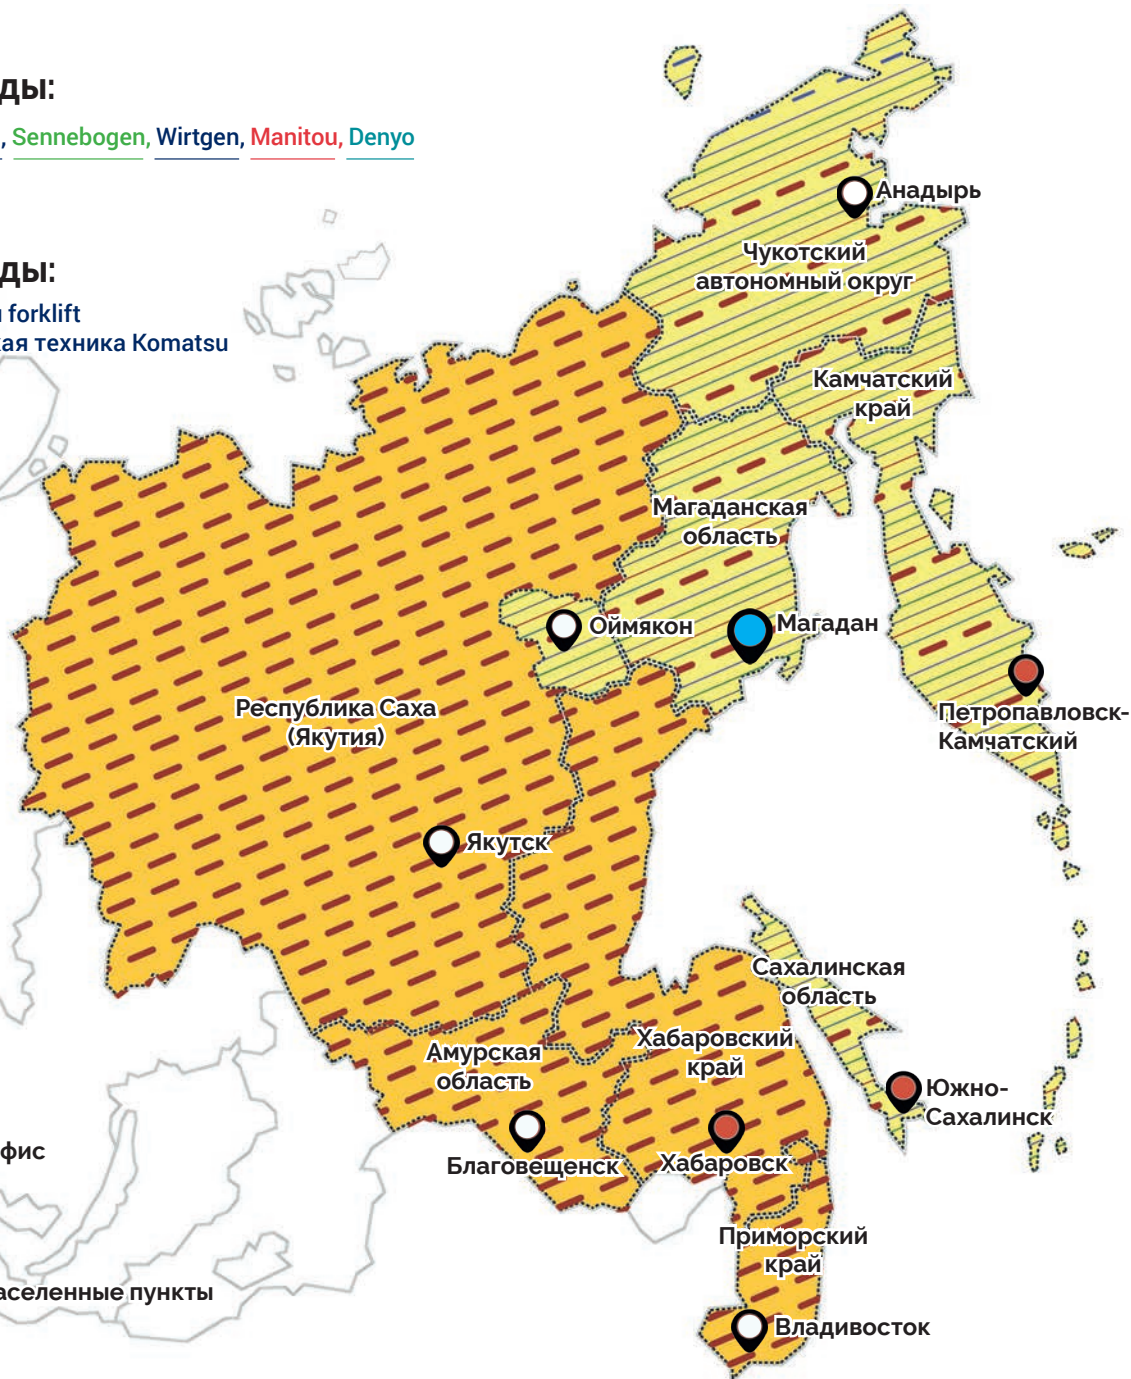 ды:
, Sennebogen, Wirtgen, Manitou, Denyo
ды:
forklift
кая техника Komatsu
Анадырь
Чукотский
автономный округ
Камчатский
край
Магаданская
область
Оймякон
Магадан
Республика Саха
(Якутия)
Петропавловск-
Камчатский
Якутск
Сахалинская
область
Амурская
область
Хабаровский
край
Южно-
Сахалинск
фис
Благовещенск
Хабаровск
Приморский
край
аселенные пункты
Владивосток